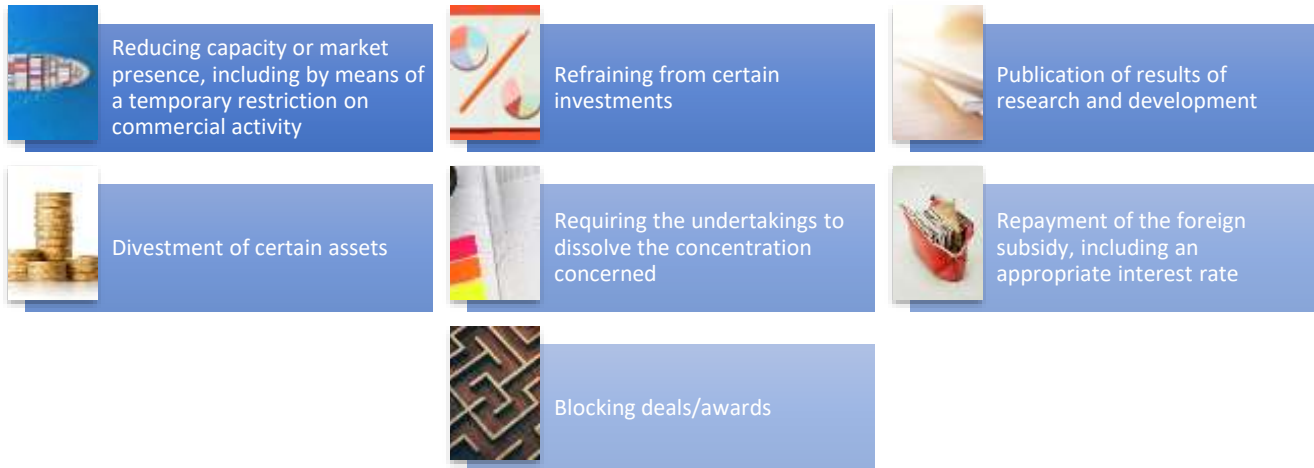 Reducing capacity or market
presence, including by means of
a temporary restriction on
commercial activity
Refraining from certain
investments
Publication of results of
research and development
Divestment of certain assets
Requiring the undertakings to
dissolve the concentration
concerned
Repayment of the foreign
subsidy, including an
appropriate interest rate
Blocking deals/awards